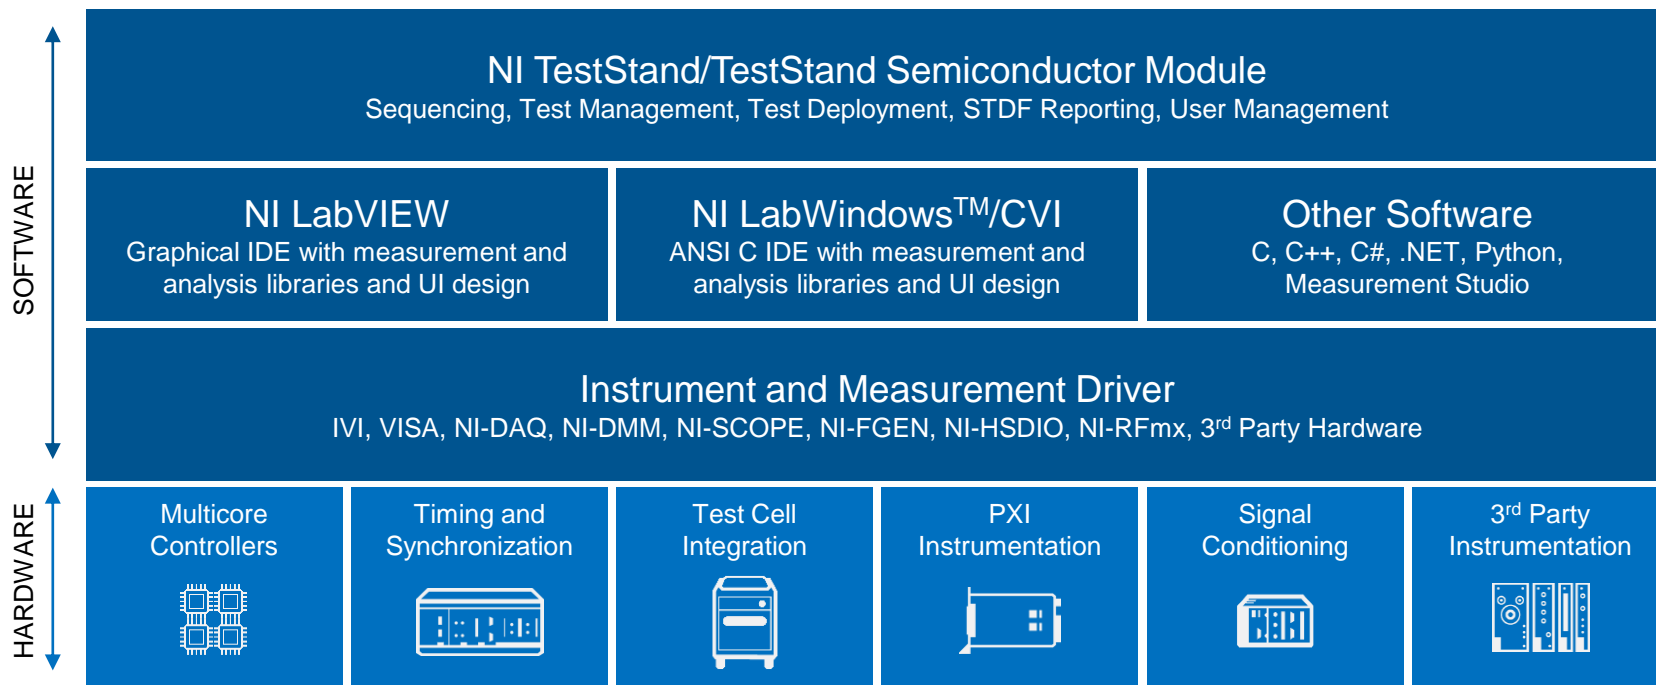 SOFTWARE
NI TestStand/TestStand Semiconductor Module
Sequencing, Test Management, Test Deployment, STDF Reporting, User Management
NI LabVIEW
Graphical IDE with measurement and
analysis libraries and UI design
NI LabWindows™/CVI
ANSI C IDE with measurement and
analysis libraries and UI design
Other Software
C, C++, C#, .NET, Python,
Measurement Studio
Instrument and Measurement Driver
IVI, VISA, NI-DAQ, NI-DMM, NI-SCOPE, NI-FGEN, NI-HSDIO, NI-RFmx, 3rd Party Hardware
HARDWARE
Multicore
Controllers
Timing and
Synchronization
Test Cell
Integration
PXI
Instrumentation
Signal
Conditioning
3rd Party
Instrumentation